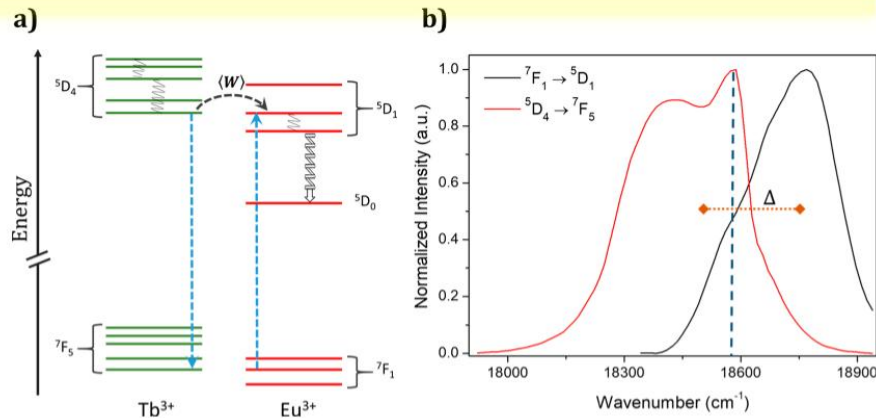 a)
Energy
⁵D₄
⟨W⟩
⁵D₁
⁵D₀
⁷F₅
⁷F₁
Tb³⁺
Eu³⁺
b)
Normalized Intensity (a.u.)
1.0
0.8
0.6
0.4
0.2
0.0
⁷F₁ → ⁵D₁
⁵D₄ → ⁷F₅
Δ
18000
18300
18600
18900
Wavenumber (cm⁻¹)